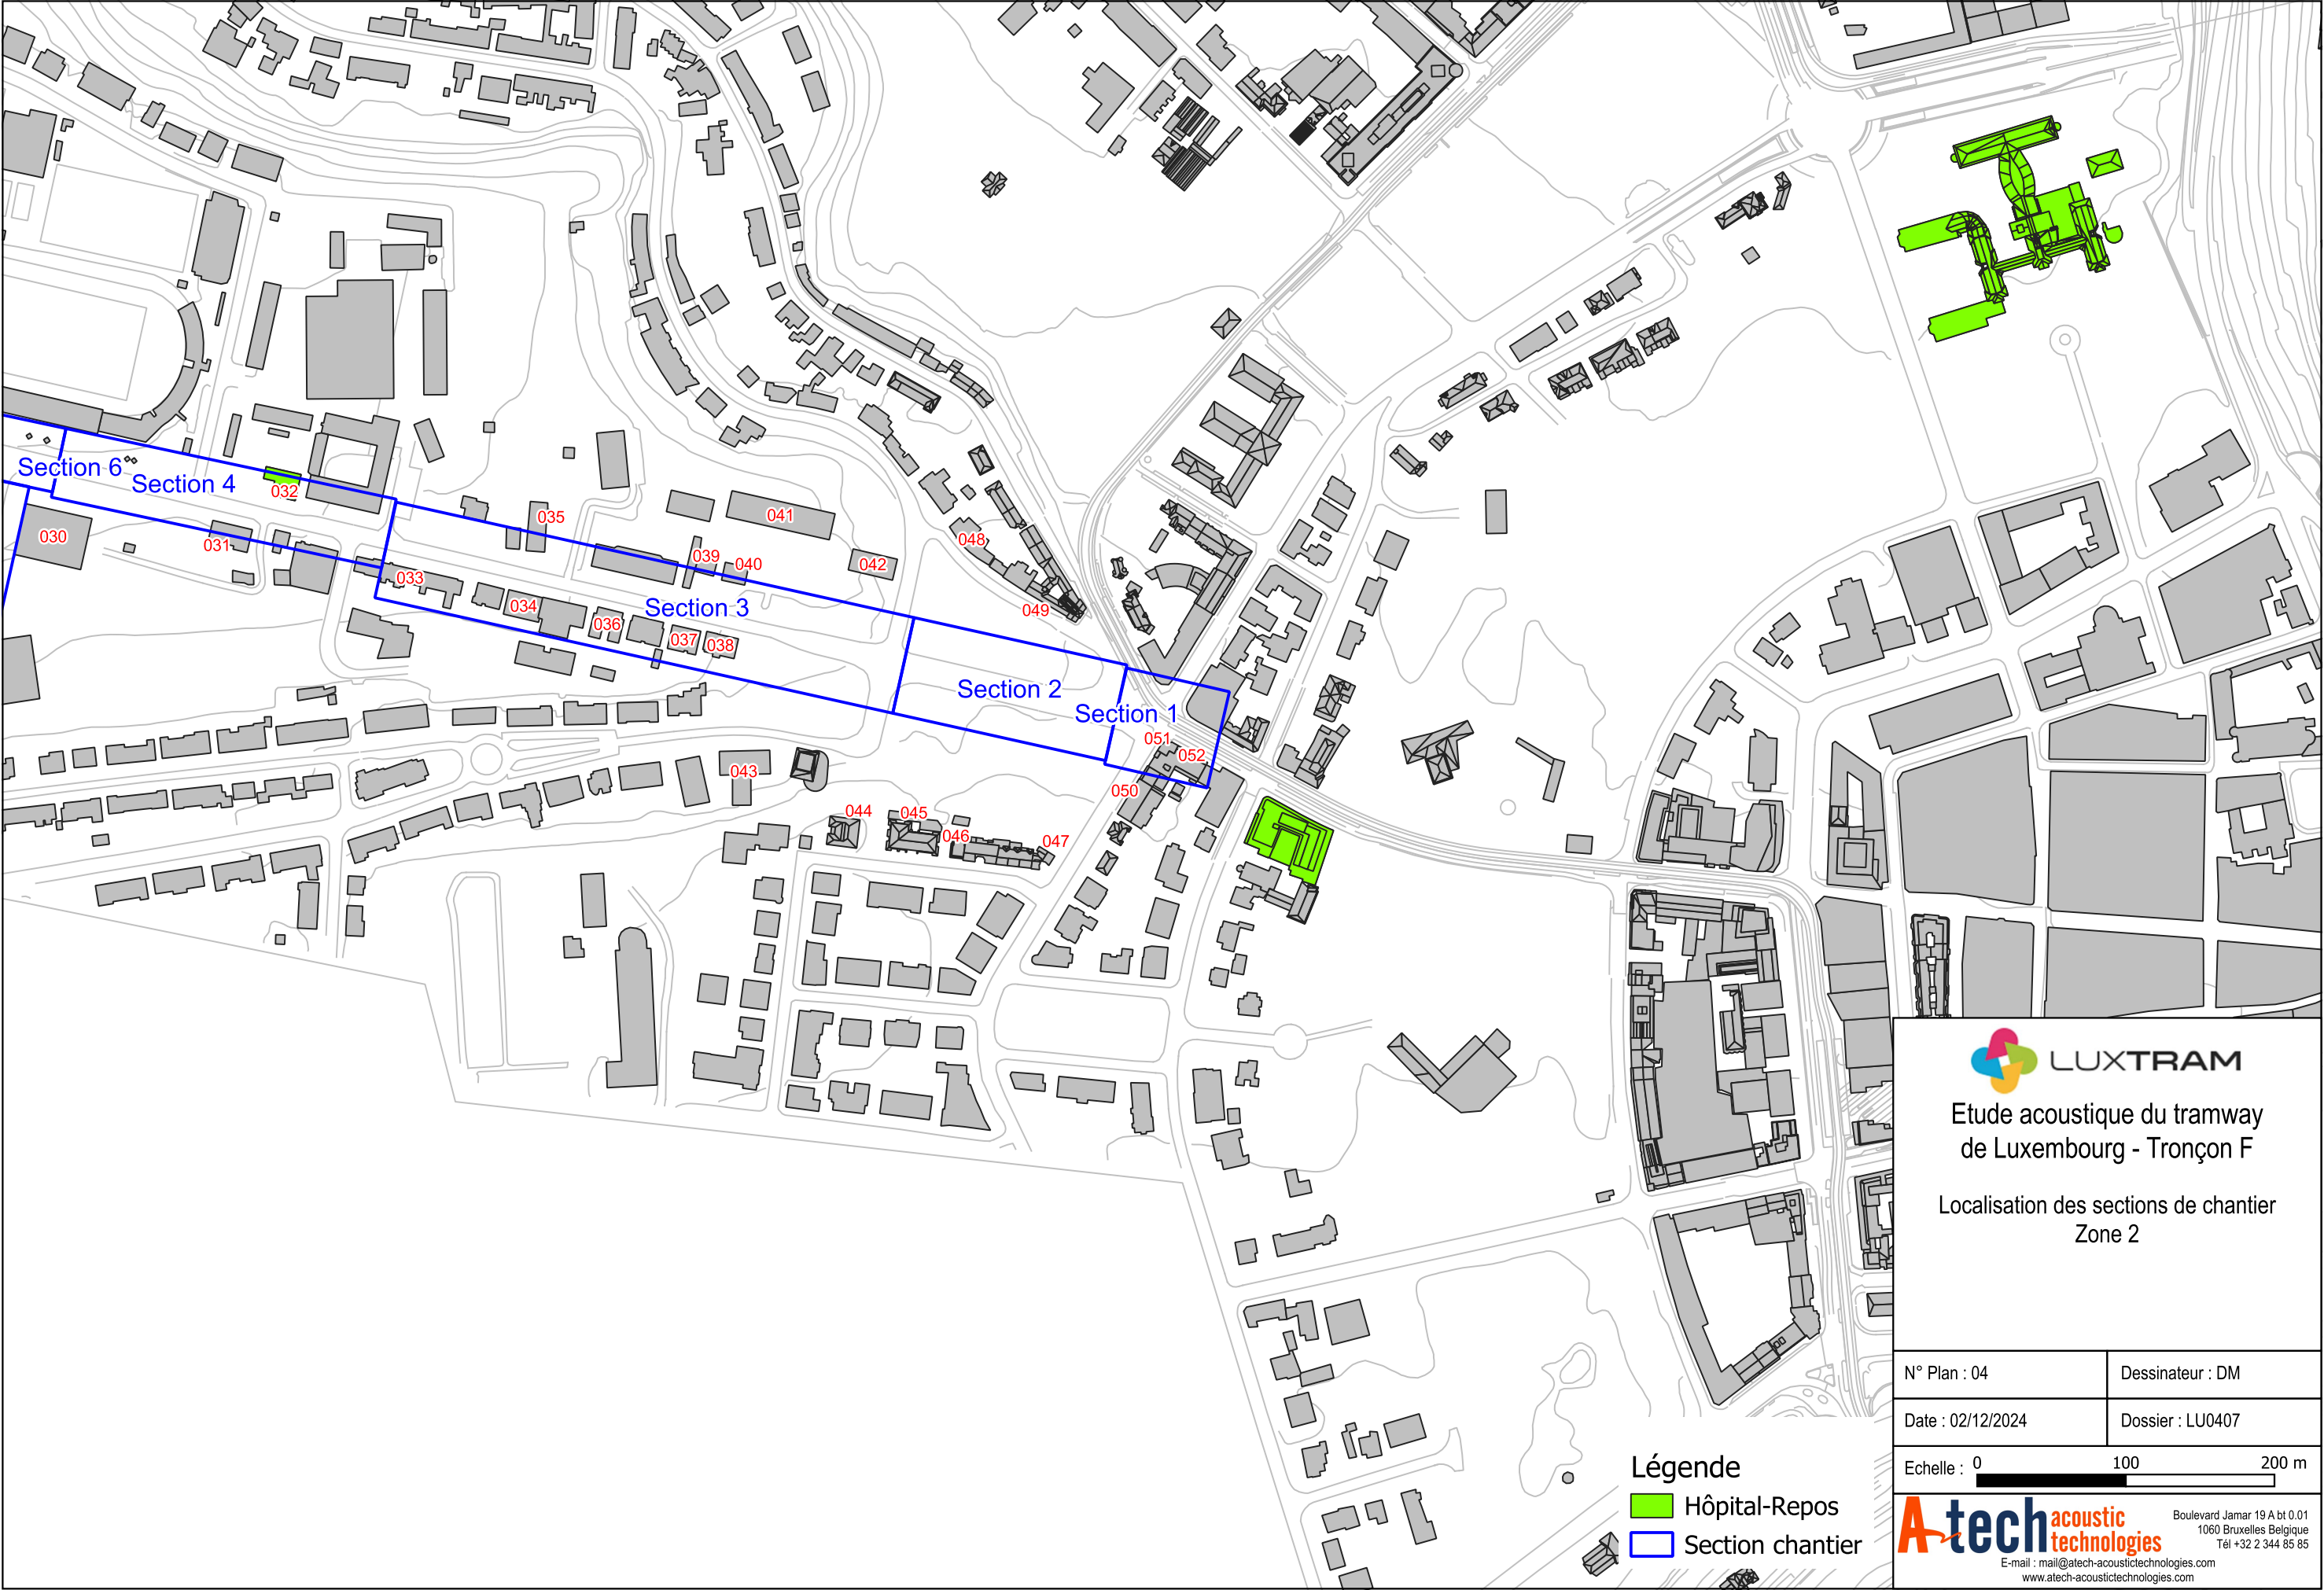 Section 6
Section 4
032
030
031
035
041
033
039
040
042
048
034
Section 3
049
036
037
038
Section 2
Section 1
051
052
043
050
044
045
046
047
LUXTRAM
Etude acoustique du tramway
de Luxembourg - Tronçon F
Localisation des sections de chantier
Zone 2
N° Plan : 04
Dessinateur : DM
Date : 02/12/2024
Dossier : LU0407
Echelle : 0 100 200 m
Légende
Hôpital-Repos
Section chantier
A-tech acoustic technologies
Boulevard Jamar 19 A bt 0.01
1060 Bruxelles Belgique
Tél +32 2 344 85 85
E-mail : mail@atech-acoustictechnologies.com
www.atech-acoustictechnologies.com